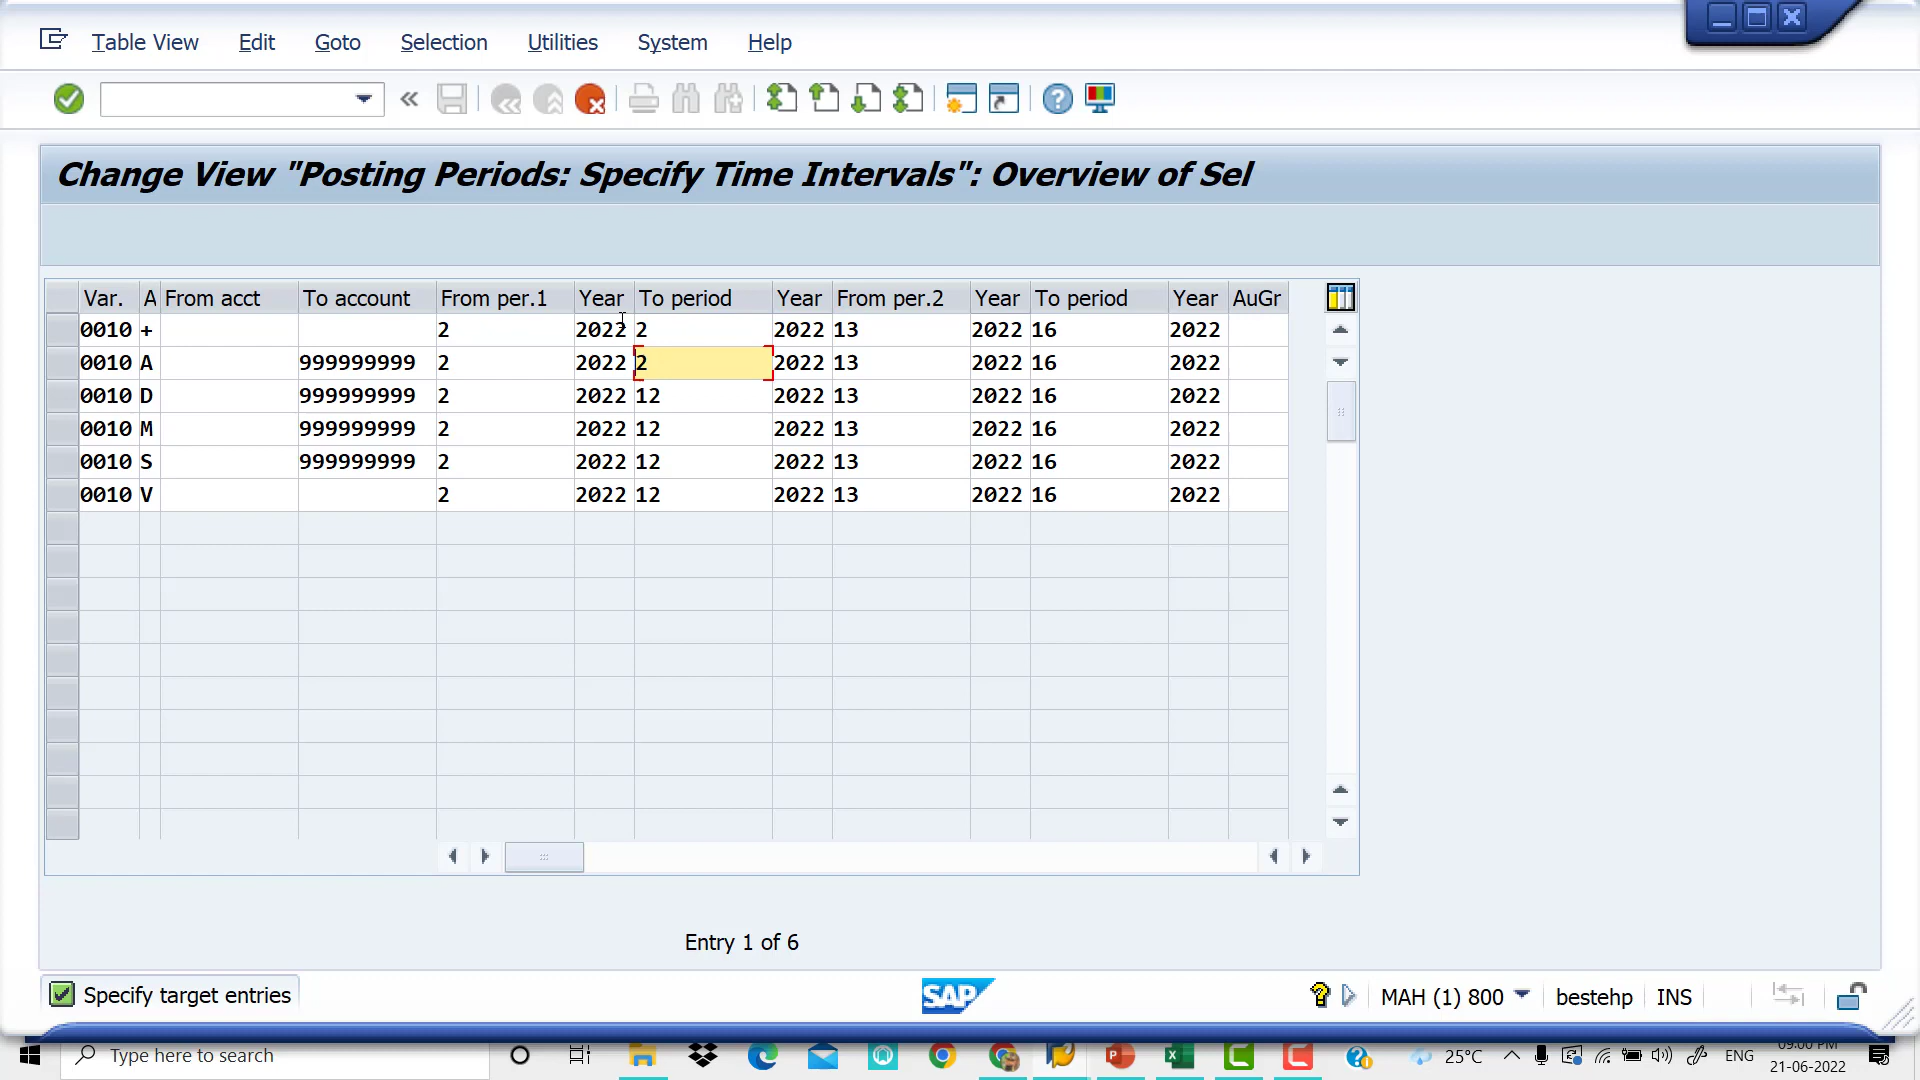 Table View Edit Goto Selection Utilities System Help
Change View "Posting Periods: Specify Time Intervals": Overview of Sel
Var. A From acct To account From per.1 Year To period Year From per.2 Year To period Year AuGr
0010 + 2 2022 2 2022 13 2022 16 2022
0010 A 999999999 2 2022 2 2022 13 2022 16 2022
0010 D 999999999 2 2022 12 2022 13 2022 16 2022
0010 M 999999999 2 2022 12 2022 13 2022 16 2022
0010 S 999999999 2 2022 12 2022 13 2022 16 2022
0010 V 2 2022 12 2022 13 2022 16 2022
Entry 1 of 6
Specify target entries SAP MAH (1) 800 bestehp INS
Type here to search 25°C ENG 09:00 PM
21-06-2022